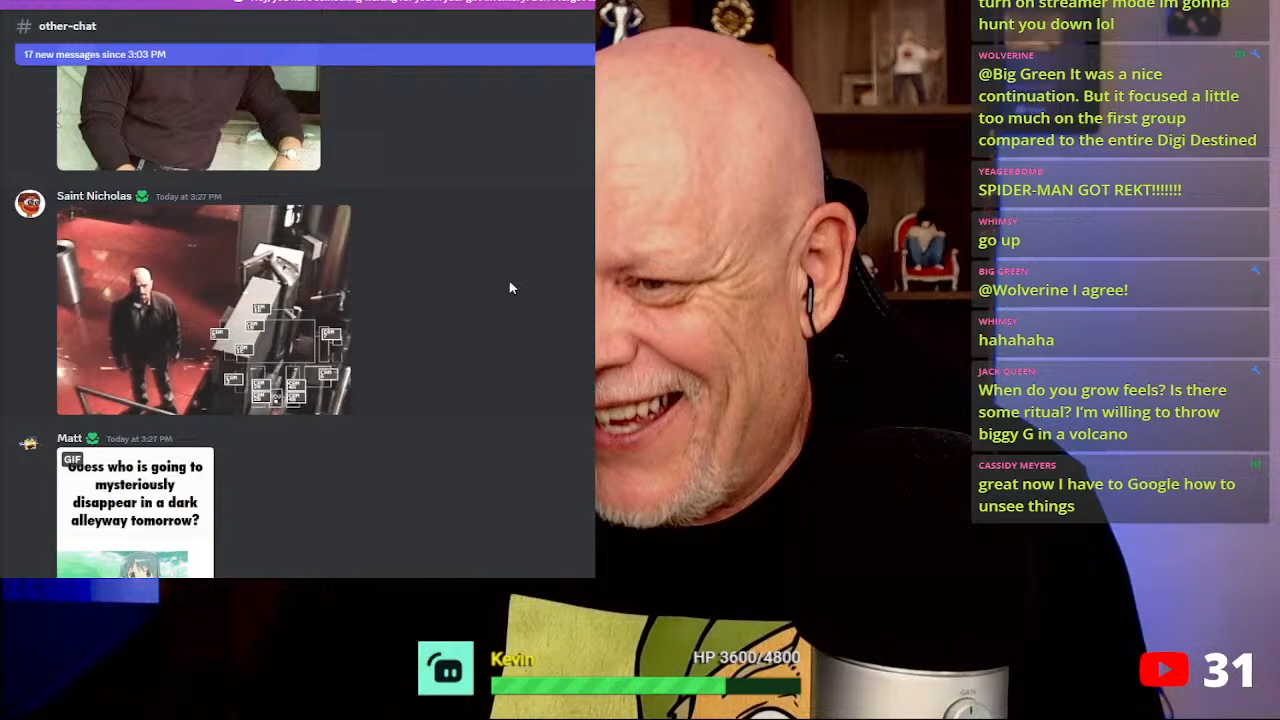 # other-chat
17 new messages since 3:03 PM
Saint Nicholas Today at 3:27 PM
Matt Today at 3:27 PM
GIF
Guess who is going to
mysteriously
disappear in a dark
alleyway tomorrow?
turn on streamer mode im gonna
hunt you down lol
WOLVERINE
@Big Green It was a nice
continuation. But it focused a little
too much on the first group
compared to the entire Digi Destined
YEAGERBOMB
SPIDER-MAN GOT REKT!!!!!!!
WHIMSY
go up
BIG GREEN
@Wolverine I agree!
WHIMSY
hahahaha
JACK QUEEN
When do you grow feels? Is there
some ritual? I'm willing to throw
biggy G in a volcano
CASSIDY MEYERS
great now I have to Google how to
unsee things
Kevin HP 3600/4800
GAIN
31